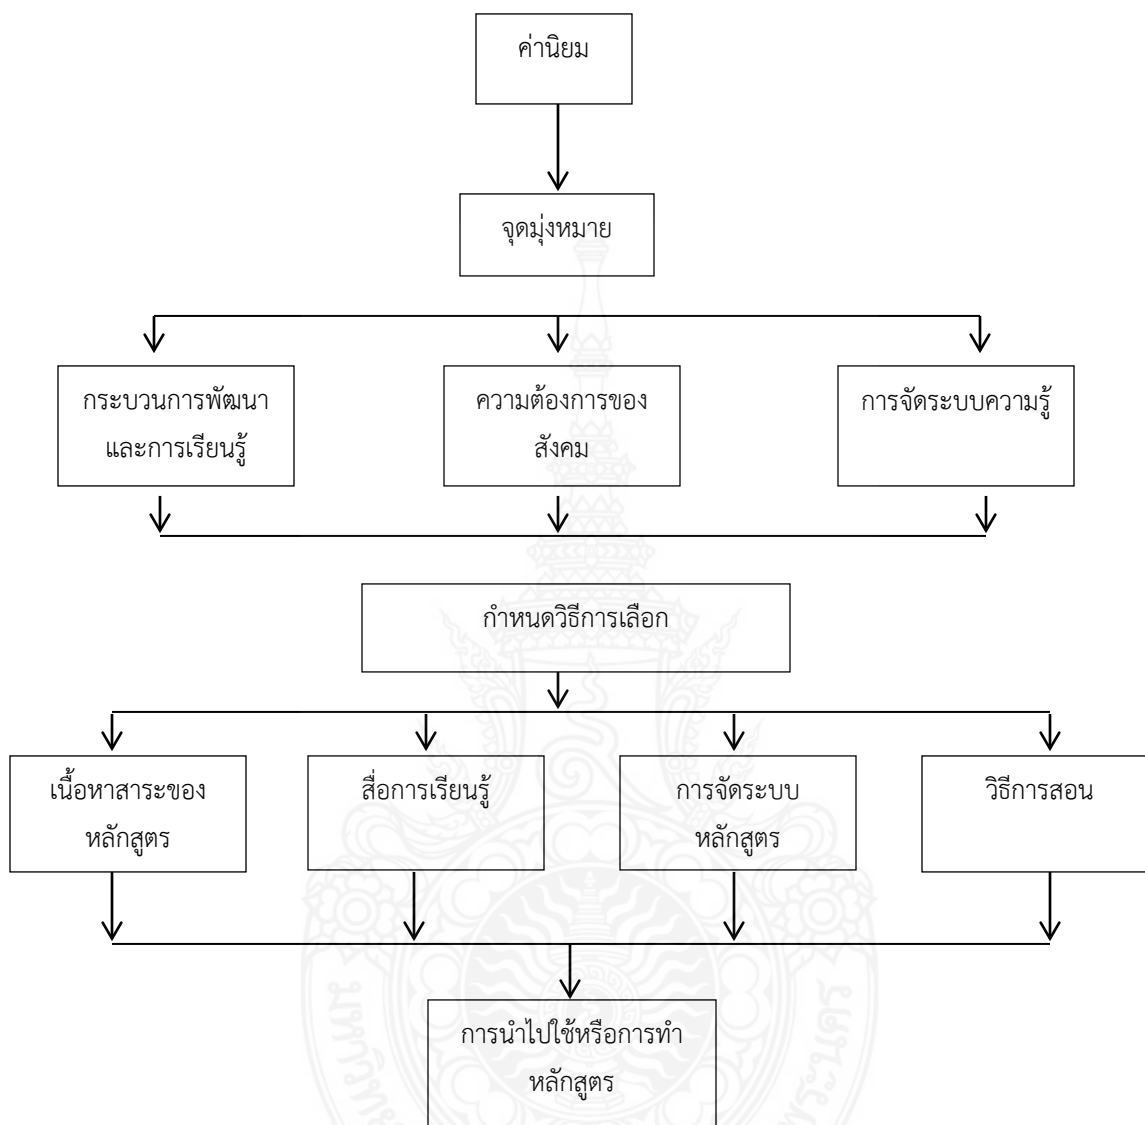 ค่านิยม
จุดมุ่งหมาย
กระบวนการพัฒนา
และการเรียนรู้
ความต้องการของ
สังคม
การจัดระบบความรู้
กำหนดวิธีการเลือก
เนื้อหาสาระของ
หลักสูตร
สื่อการเรียนรู้
การจัดระบบ
หลักสูตร
วิธีการสอน
การนำไปใช้หรือการทำ
หลักสูตร